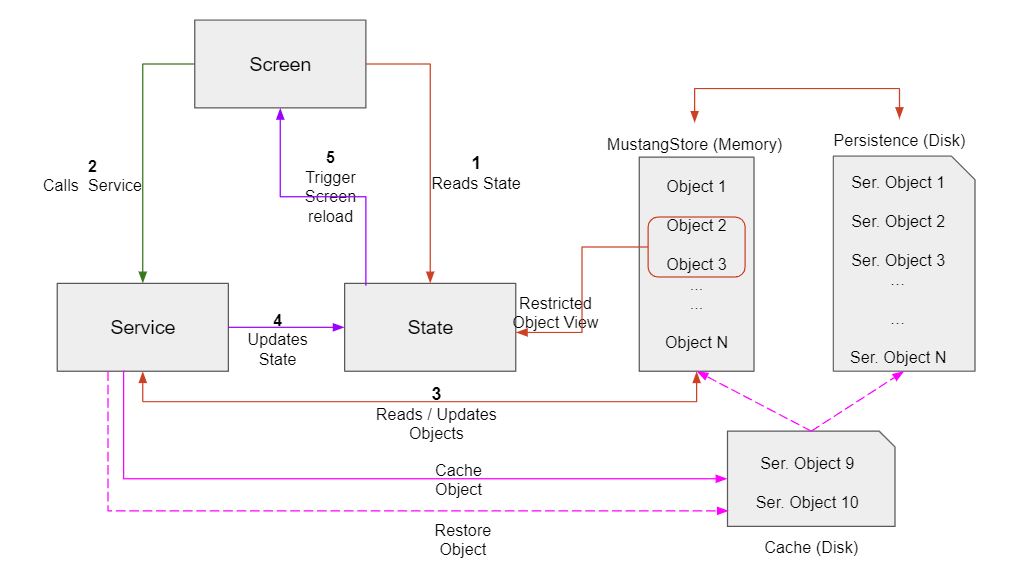 Screen
2
Calls Service
5
Trigger
Screen
reload
1
Reads State
MustangStore (Memory)
Object 1
Object 2
Object 3
...
...
Object N
Persistence (Disk)
Ser. Object 1
Ser. Object 2
Ser. Object 3
...
...
Ser. Object N
Service
4
Updates
State
State
Restricted
Object View
3
Reads / Updates
Objects
Cache
Object
Restore
Object
Ser. Object 9
Ser. Object 10
Cache (Disk)